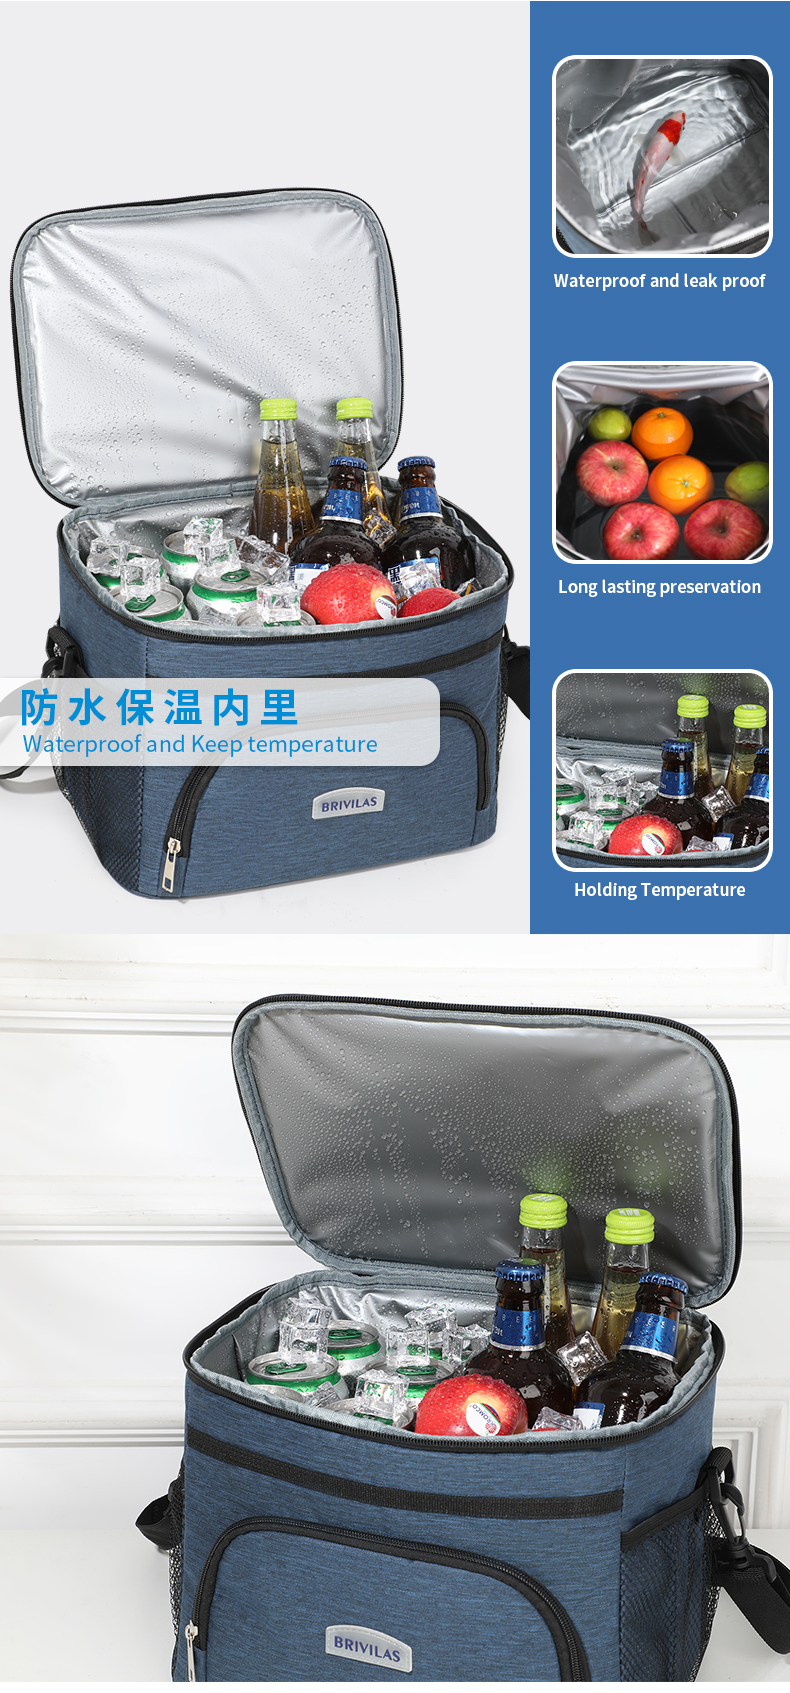 Waterproof and leak proof
Long lasting preservation
防水保温内里
Waterproof and Keep temperature
BRIVILAS
Holding Temperature
BRIVILAS